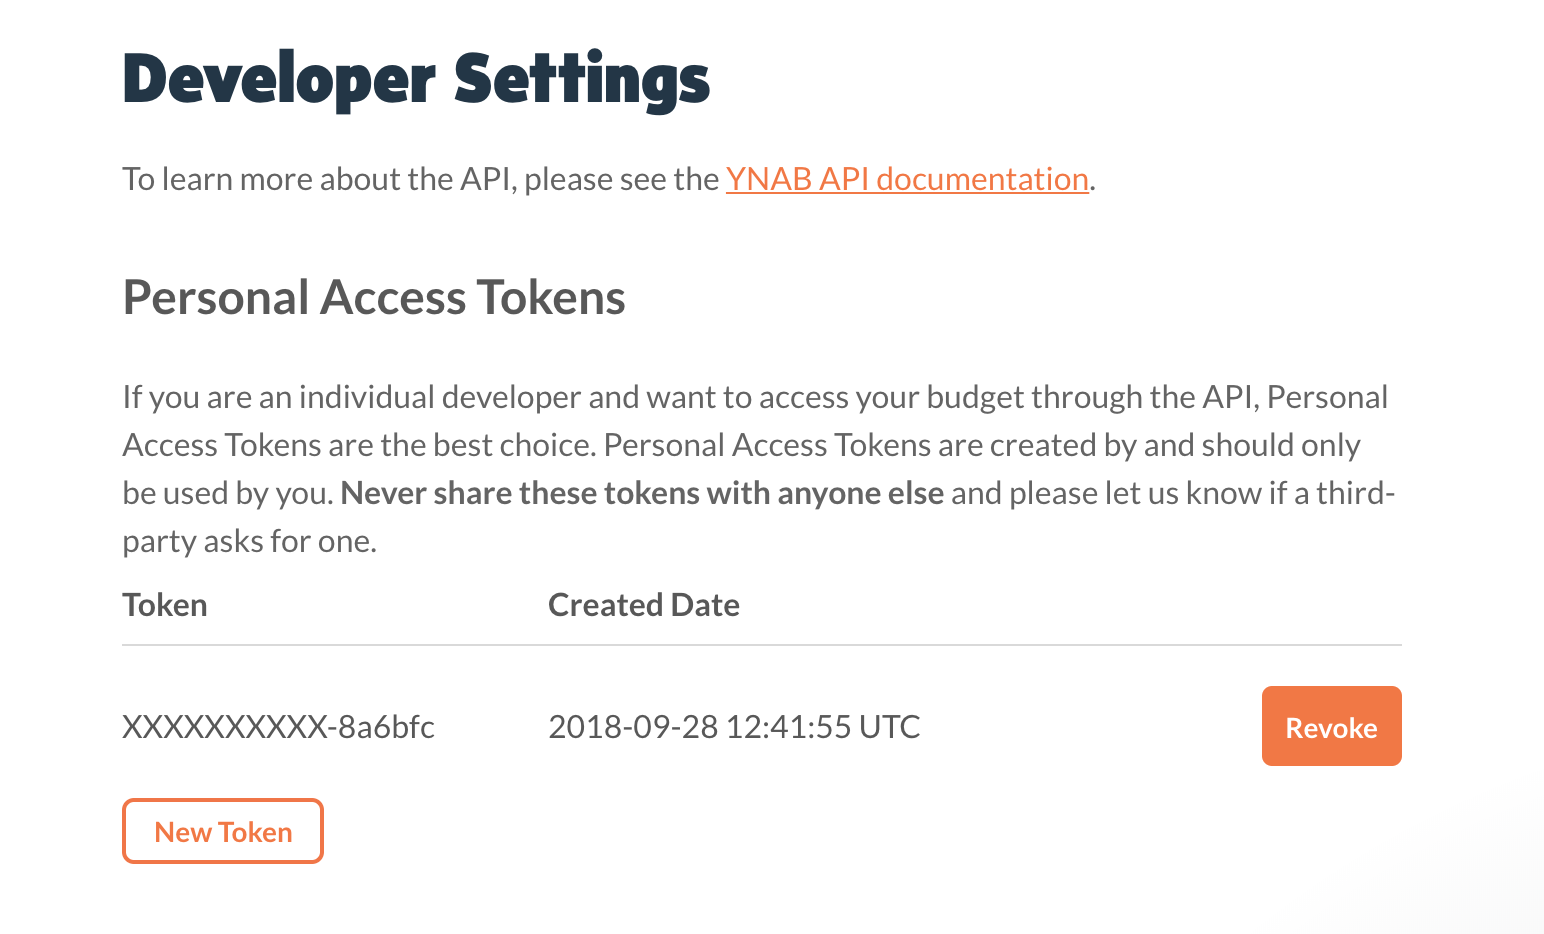 Developer Settings
To learn more about the API, please see the YNAB API documentation.
Personal Access Tokens
If you are an individual developer and want to access your budget through the API, Personal
Access Tokens are the best choice. Personal Access Tokens are created by and should only
be used by you. Never share these tokens with anyone else and please let us know if a third-
party asks for one.
Token Created Date
XXXXXXXXXX-8a6bfc 2018-09-28 12:41:55 UTC Revoke
New Token